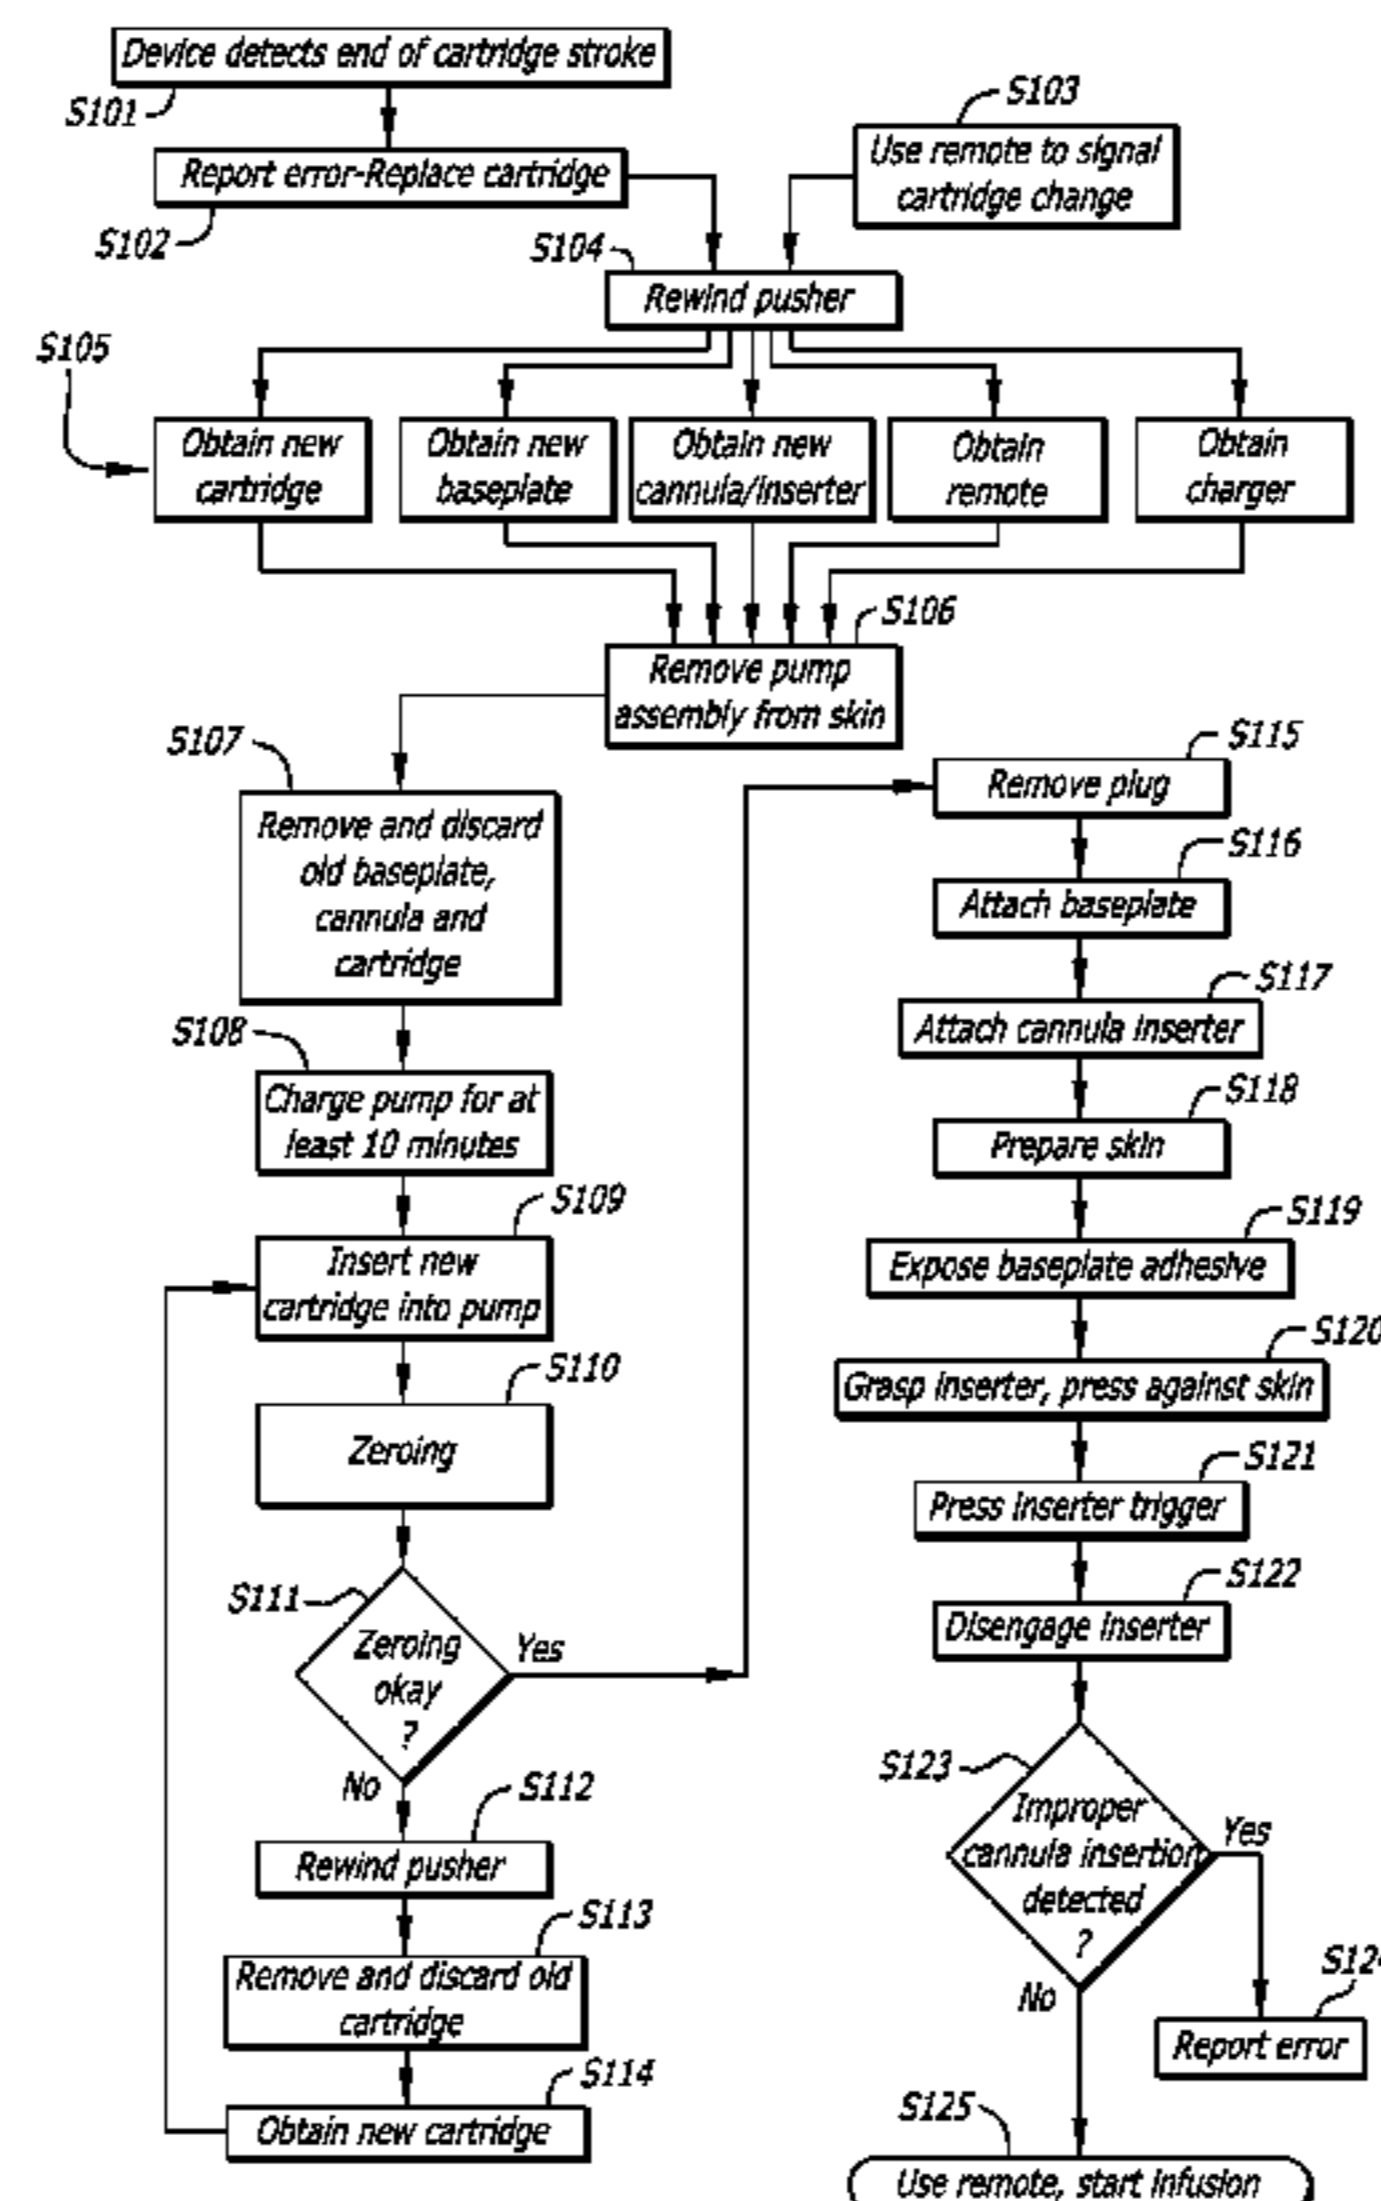 Device detects end of cartridge stroke
S101
S103
Use remote to signal
cartridge change
Report error-Replace cartridge
S102
S104
Rewind pusher
S105
Obtain new
cartridge
Obtain new
baseplate
Obtain new
cannula/inserter
Obtain
remote
Obtain
charger
S106
Remove pump
assembly from skin
S107
Remove and discard
old baseplate,
cannula and
cartridge
S108
Charge pump for at
least 10 minutes
S109
Insert new
cartridge into pump
S110
Zeroing
S111
Zeroing
okay
?
Yes
No
S112
Rewind pusher
S113
Remove and discard old
cartridge
S114
Obtain new cartridge
S115
Remove plug
S116
Attach baseplate
S117
Attach cannula inserter
S118
Prepare skin
S119
Expose baseplate adhesive
S120
Grasp inserter, press against skin
S121
Press inserter trigger
S122
Disengage inserter
S123
Improper
cannula insertion
detected
?
Yes
No
S124
Report error
S125
Use remote, start infusion